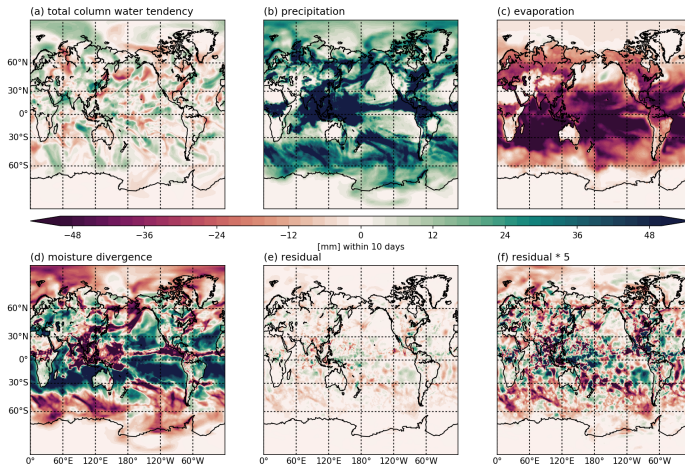 (a) total column water tendency
(b) precipitation
(c) evaporation
60°N
30°N
0°
30°S
60°S
−48 −36 −24 −12 0 12 24 36 48
[mm] within 10 days
(d) moisture divergence
(e) residual
(f) residual * 5
60°N
30°N
0°
30°S
60°S
0° 60°E 120°E 180° 120°W 60°W
0° 60°E 120°E 180° 120°W 60°W
0° 60°E 120°E 180° 120°W 60°W